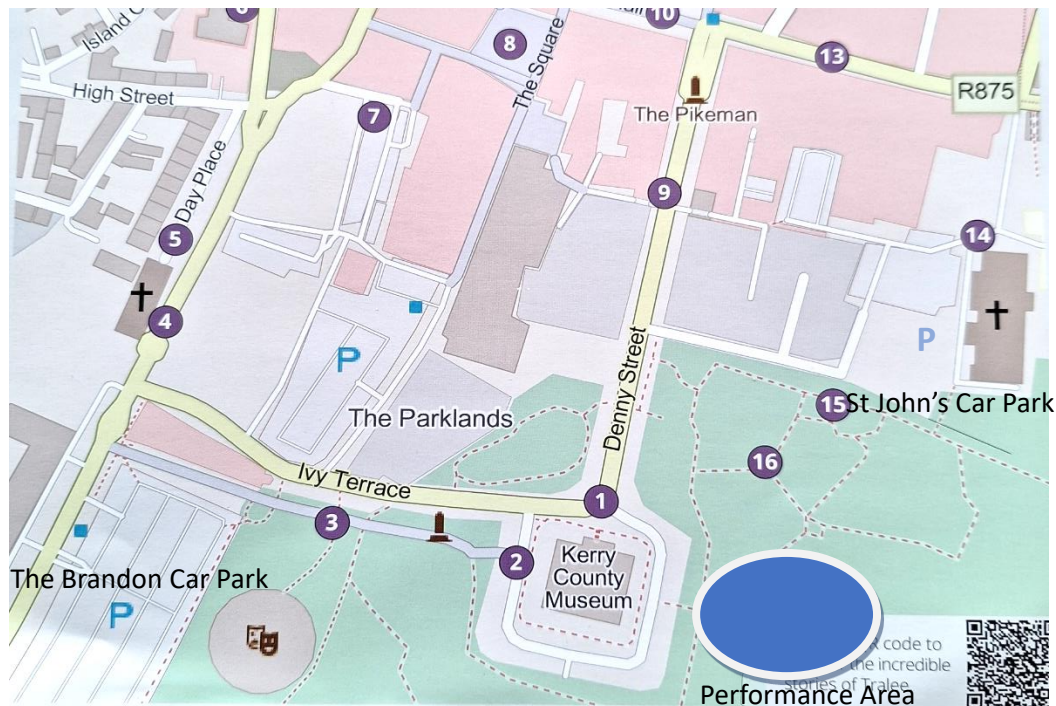 10
8
The Square
13
Island
High Street
R875
7
The Pikeman
Day Place
9
5
14
4
P
P
Denny Street
15
St John's Car Park
The Parklands
16
Ivy Terrace
1
3
2
Kerry
County
Museum
The Brandon Car Park
P
code to
the incredible
stories of Tralee
Performance Area